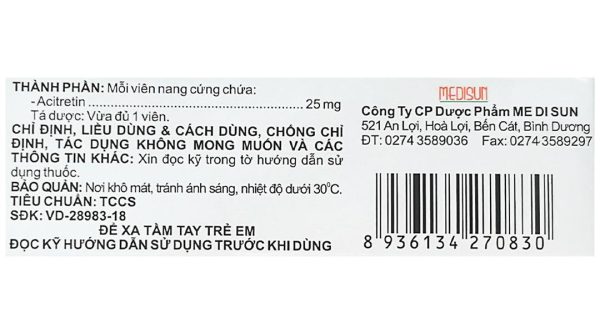 THÀNH PHẦN: Mỗi viên nang cứng chứa:
-Acitretin ........................................ 25 mg
Tá dược: Vừa đủ 1 viên.
CHỈ ĐỊNH, LIỀU DÙNG & CÁCH DÙNG, CHỐNG CHỈ
ĐỊNH, TÁC DỤNG KHÔNG MONG MUỐN VÀ CÁC
THÔNG TIN KHÁC: Xin đọc kỹ trong tờ hướng dẫn sử
dụng thuốc.
BẢO QUẢN: Nơi khô mát, tránh ánh sáng, nhiệt độ dưới 30°C.
TIÊU CHUẨN: TCCS
SĐK: VD-28983-18
ĐỂ XA TẦM TAY TRẺ EM
ĐỌC KỸ HƯỚNG DẪN SỬ DỤNG TRƯỚC KHI DÙNG
MEDISUN
Công Ty CP Dược Phẩm ME DI SUN
521 An Lợi, Hoà Lợi, Bến Cát, Bình Dương
ĐT: 0274 3589036 Fax: 0274 3589297
8 936134 270830